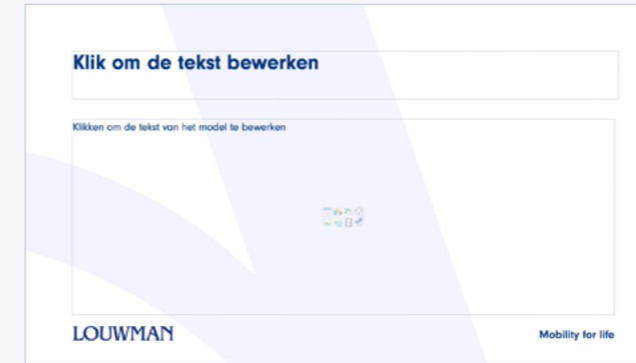 Klik om de tekst bewerken
Klikken om de tekst van het model te bewerken
LOUWMAN
Mobility for life